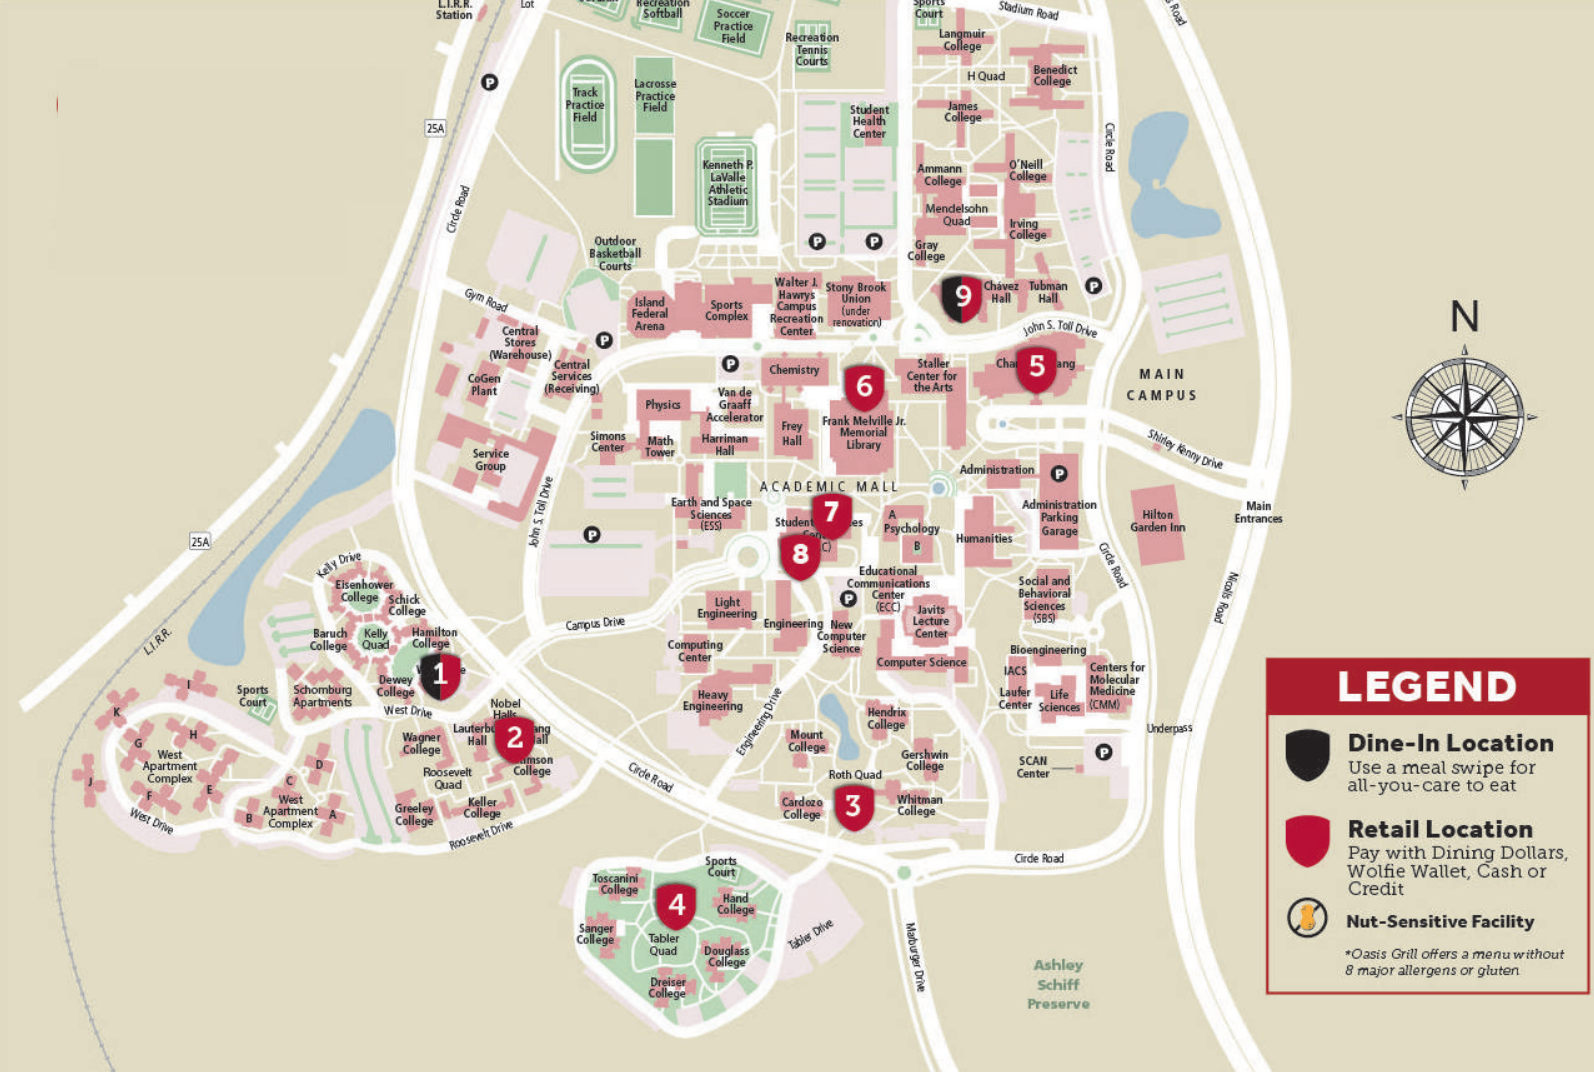 L.I.R.R.
Station
Lot
Recreation
Softball
Soccer
Practice
Field
Recreation
Tennis
Courts
Sports
Court
Stadium Road
Road
Langmuir
College
H Quad
Benedict
College
James
College
P
25A
Track
Practice
Field
Lacrosse
Practice
Field
Student
Health
Center
Circle Road
Kenneth P.
LaValle
Athletic
Stadium
Ammann
College
O'Neill
College
Mendelsohn
Quad
Irving
College
Gray
College
Circle Road
Outdoor
Basketball
Courts
P
P
Gym Road
Island
Federal
Arena
Sports
Complex
Walter J.
Hawrys
Campus
Recreation
Center
Stony Brook
Union
(under
renovation)
9
Chávez
Hall
Tubman
Hall
P
John S. Toll Drive
Central
Stores
(Warehouse)
P
Central
Services
(Receiving)
CoGen
Plant
P
Chemistry
6
Staller
Center for
the Arts
5
MAIN
CAMPUS
N
Physics
Van de
Graaff
Accelerator
Simons
Center
Math
Tower
Harriman
Hall
Frey
Hall
Frank Melville Jr.
Memorial
Library
Shirley Kenny Drive
Service
Group
Administration
P
ACADEMIC MALL
Main
Entrances
John S. Toll Drive
Earth and Space
Sciences
(ESS)
7
Student
8
A
Psychology
B
Humanities
Administration
Parking
Garage
Hilton
Garden Inn
P
25A
Kelly Drive
Circle Road
Nicolls Road
Eisenhower
College
Schick
College
Educational
Communications
Center
(ECC)
P
Social and
Behavioral
Sciences
(SBS)
Light
Engineering
Engineering
New
Computer
Science
Javits
Lecture
Center
Campus Drive
L.I.R.R.
Baruch
College
Kelly
Quad
Hamilton
College
Computing
Center
Computer Science
Bioengineering
1
Dewey
College
IACS
Laufer
Center
Life
Sciences
Centers for
Molecular
Medicine
(CMM)
I
Sports
Court
Schomburg
Apartments
West Drive
Heavy
Engineering
Engineering Drive
K
G
H
Nobel
Halls
2
Wagner
College
Hall
College
Roosevelt
Quad
Mount
College
Hendrix
College
Underpass
West
Apartment
Complex
J
F
E
D
C
B
A
West
Apartment
Complex
Gershwin
College
SCAN
Center
P
Roth Quad
Circle Road
3
Cardozo
College
Whitman
College
West Drive
Greeley
College
Keller
College
Roosevelt Drive
Circle Road
Sports
Court
Toscanini
College
4
Hand
College
Sanger
College
Tabler
Quad
Douglass
College
Dreiser
College
Tabler Drive
Marburger Drive
Ashley
Schiff
Preserve
LEGEND
Dine-In Location
Use a meal swipe for
all-you-care to eat
Retail Location
Pay with Dining Dollars,
Wolfie Wallet, Cash or
Credit
Nut-Sensitive Facility
*Oasis Grill offers a menu without
8 major allergens or gluten